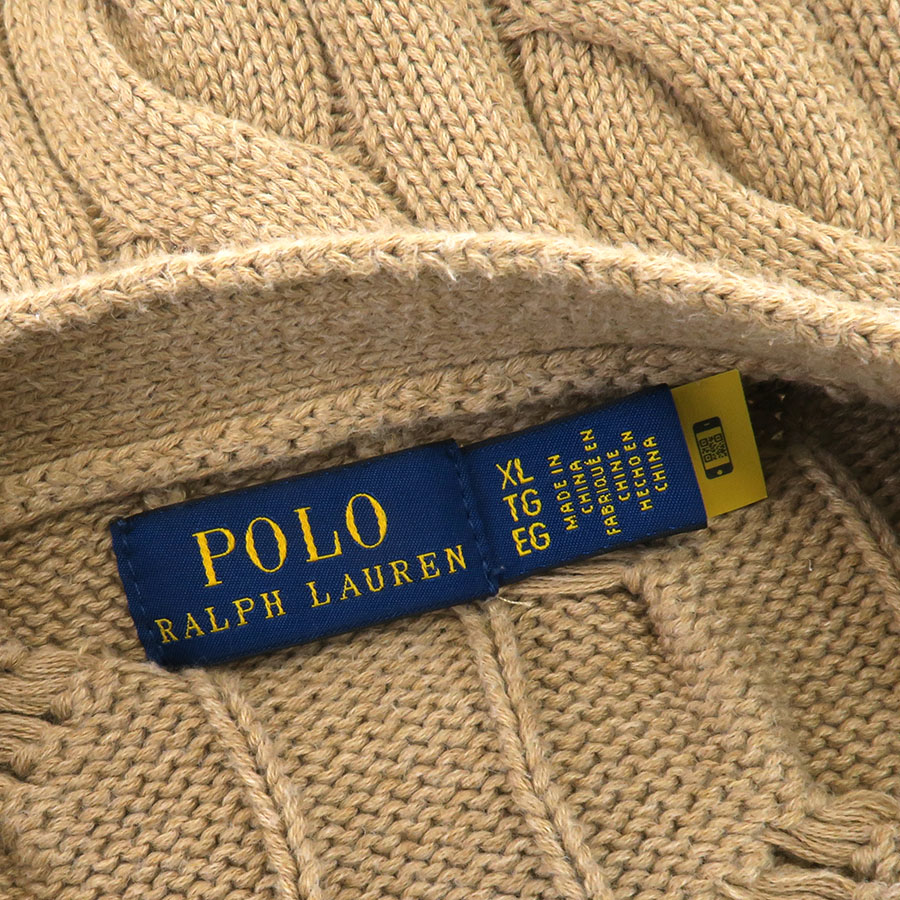 POLO
RALPH LAUREN
XL
TG
EG
MADE IN
CHINA
FABRIQUÉ EN
CHINE
HECHO EN
CHINA